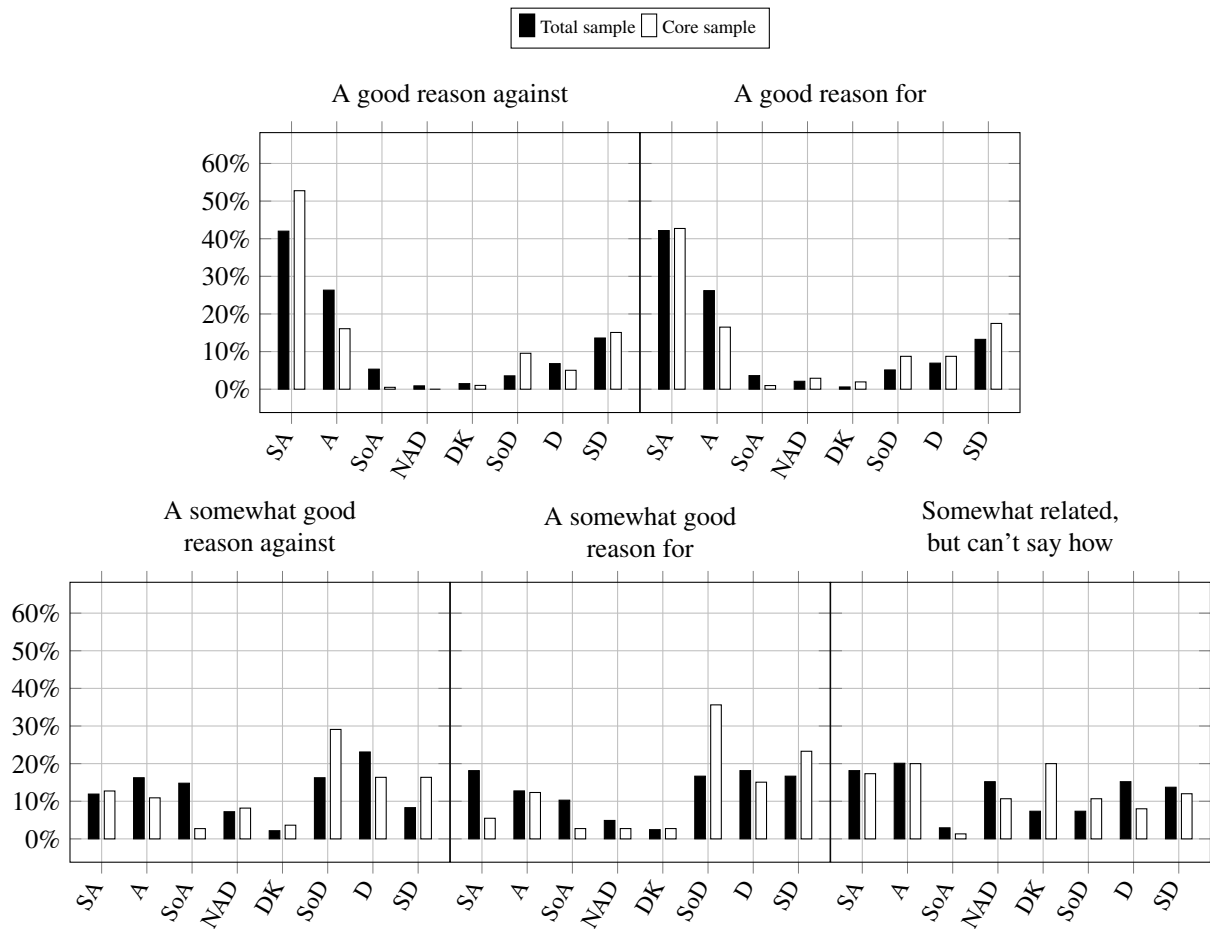 Total sample Core sample
A good reason against
A good reason for
60%
50%
40%
30%
20%
10%
0%
SA A SoA NAD DK SoD D SD
SA A SoA NAD DK SoD D SD
A somewhat good
reason against
A somewhat good
reason for
Somewhat related,
but can't say how
60%
50%
40%
30%
20%
10%
0%
SA A SoA NAD DK SoD D SD
SA A SoA NAD DK SoD D SD
SA A SoA NAD DK SoD D SD